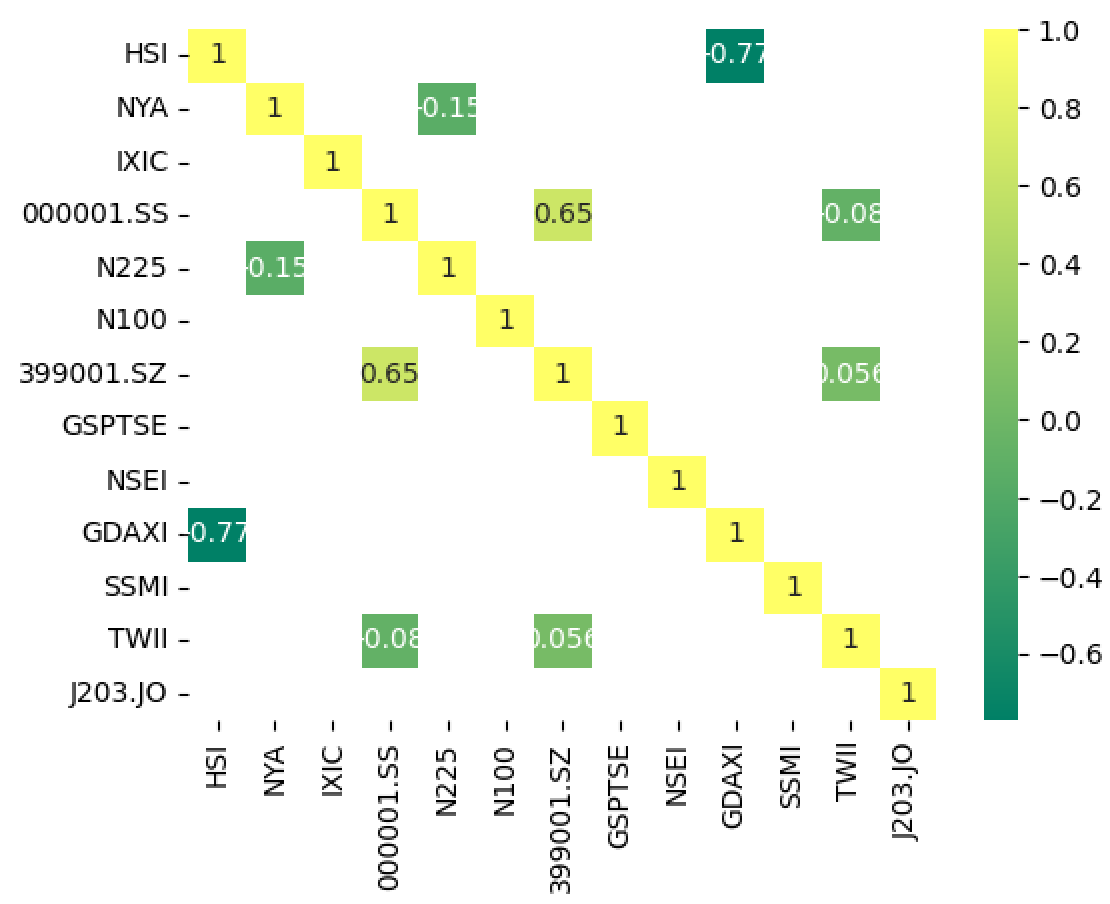 HSI 1 -0.77
NYA 1 -0.15
IXIC 1
000001.SS 1 0.65 -0.08
N225 -0.15 1
N100 1
399001.SZ 0.65 1 0.056
GSPTSE 1
NSEI 1
GDAXI -0.77 1
SSMI 1
TWII -0.08 0.056 1
J203.JO 1
HSI NYA IXIC 000001.SS N225 N100 399001.SZ GSPTSE NSEI GDAXI SSMI TWII J203.JO
1.0
0.8
0.6
0.4
0.2
0.0
−0.2
−0.4
−0.6